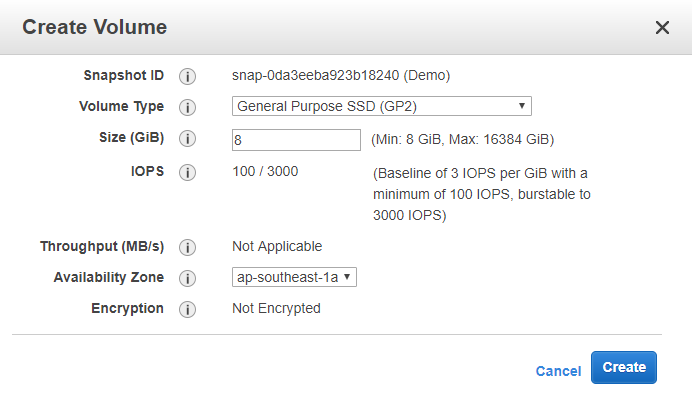 Create Volume
Snapshot ID snap-0da3eeba923b18240 (Demo)
Volume Type General Purpose SSD (GP2)
Size (GiB) 8 (Min: 8 GiB, Max: 16384 GiB)
IOPS 100 / 3000 (Baseline of 3 IOPS per GiB with a
minimum of 100 IOPS, burstable to
3000 IOPS)
Throughput (MB/s) Not Applicable
Availability Zone ap-southeast-1a
Encryption Not Encrypted
Cancel Create